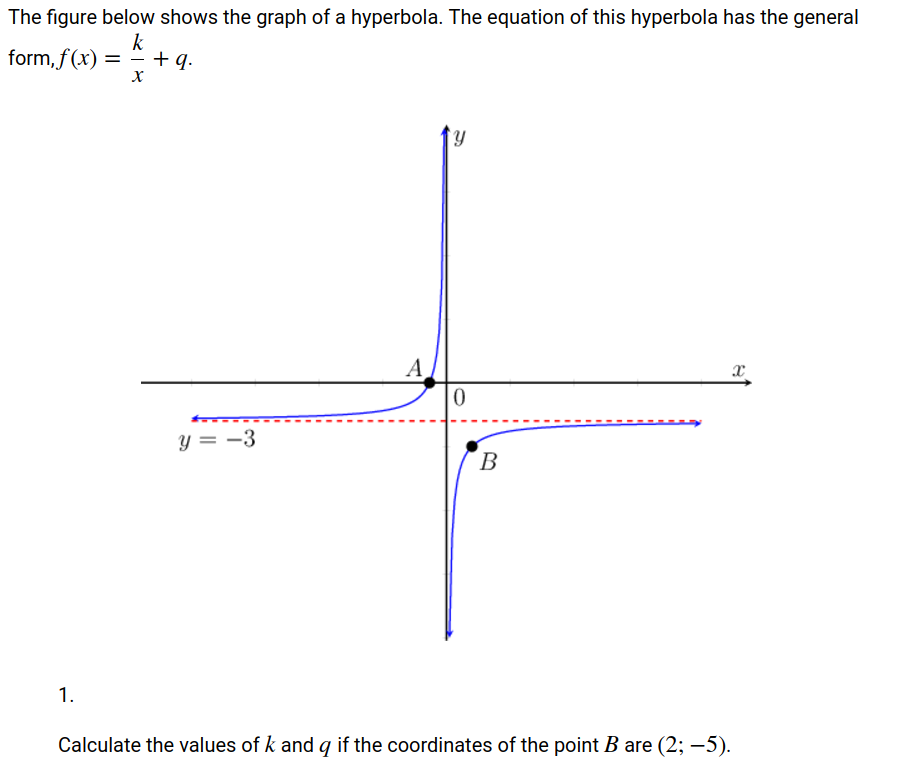 The figure below shows the graph of a hyperbola. The equation of this hyperbola has the general
form, f(x) = k/x + q.
y
A
x
0
y = −3
B
1.
Calculate the values of k and q if the coordinates of the point B are (2; −5).